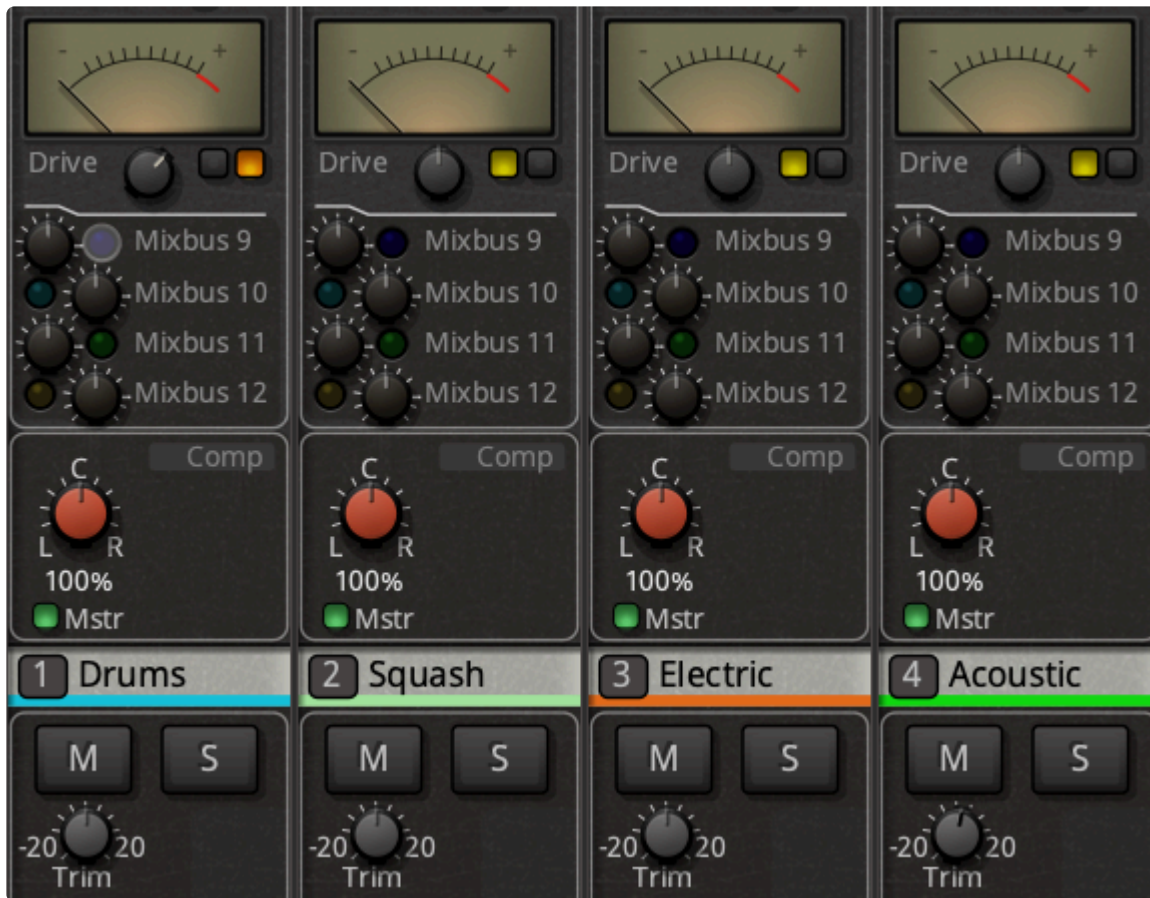 - + - + - + - +
Drive Drive Drive Drive
Mixbus 9 Mixbus 9 Mixbus 9 Mixbus 9
Mixbus 10 Mixbus 10 Mixbus 10 Mixbus 10
Mixbus 11 Mixbus 11 Mixbus 11 Mixbus 11
Mixbus 12 Mixbus 12 Mixbus 12 Mixbus 12
C Comp C Comp C Comp C Comp
L R L R L R L R
100% 100% 100% 100%
Mstr Mstr Mstr Mstr
1 Drums 2 Squash 3 Electric 4 Acoustic
M S M S M S M S
-20 20 -20 20 -20 20 -20 20
Trim Trim Trim Trim